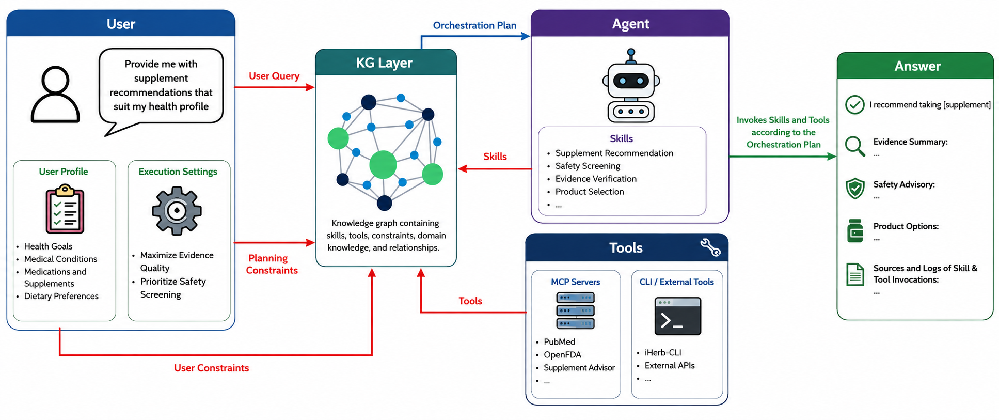 User
Provide me with
supplement
recommendations that
suit my health profile
User Profile
• Health Goals
• Medical Conditions
• Medications and
Supplements
• Dietary Preferences
Execution Settings
• Maximize Evidence
Quality
• Prioritize Safety
Screening
User Query
Planning
Constraints
User Constraints
KG Layer
Knowledge graph containing
skills, tools, constraints, domain
knowledge, and relationships.
Orchestration Plan
Skills
Tools
Agent
Skills
• Supplement Recommendation
• Safety Screening
• Evidence Verification
• Product Selection
• ...
Tools
MCP Servers
• PubMed
• OpenFDA
• Supplement Advisor
• ...
CLI / External Tools
>_
• iHerb-CLI
• External APIs
• ...
Invokes Skills and Tools
according to the
Orchestration Plan
Answer
I recommend taking [supplement]
Evidence Summary:
...
Safety Advisory:
...
Product Options:
...
Sources and Logs of Skill &
Tool Invocations:
...